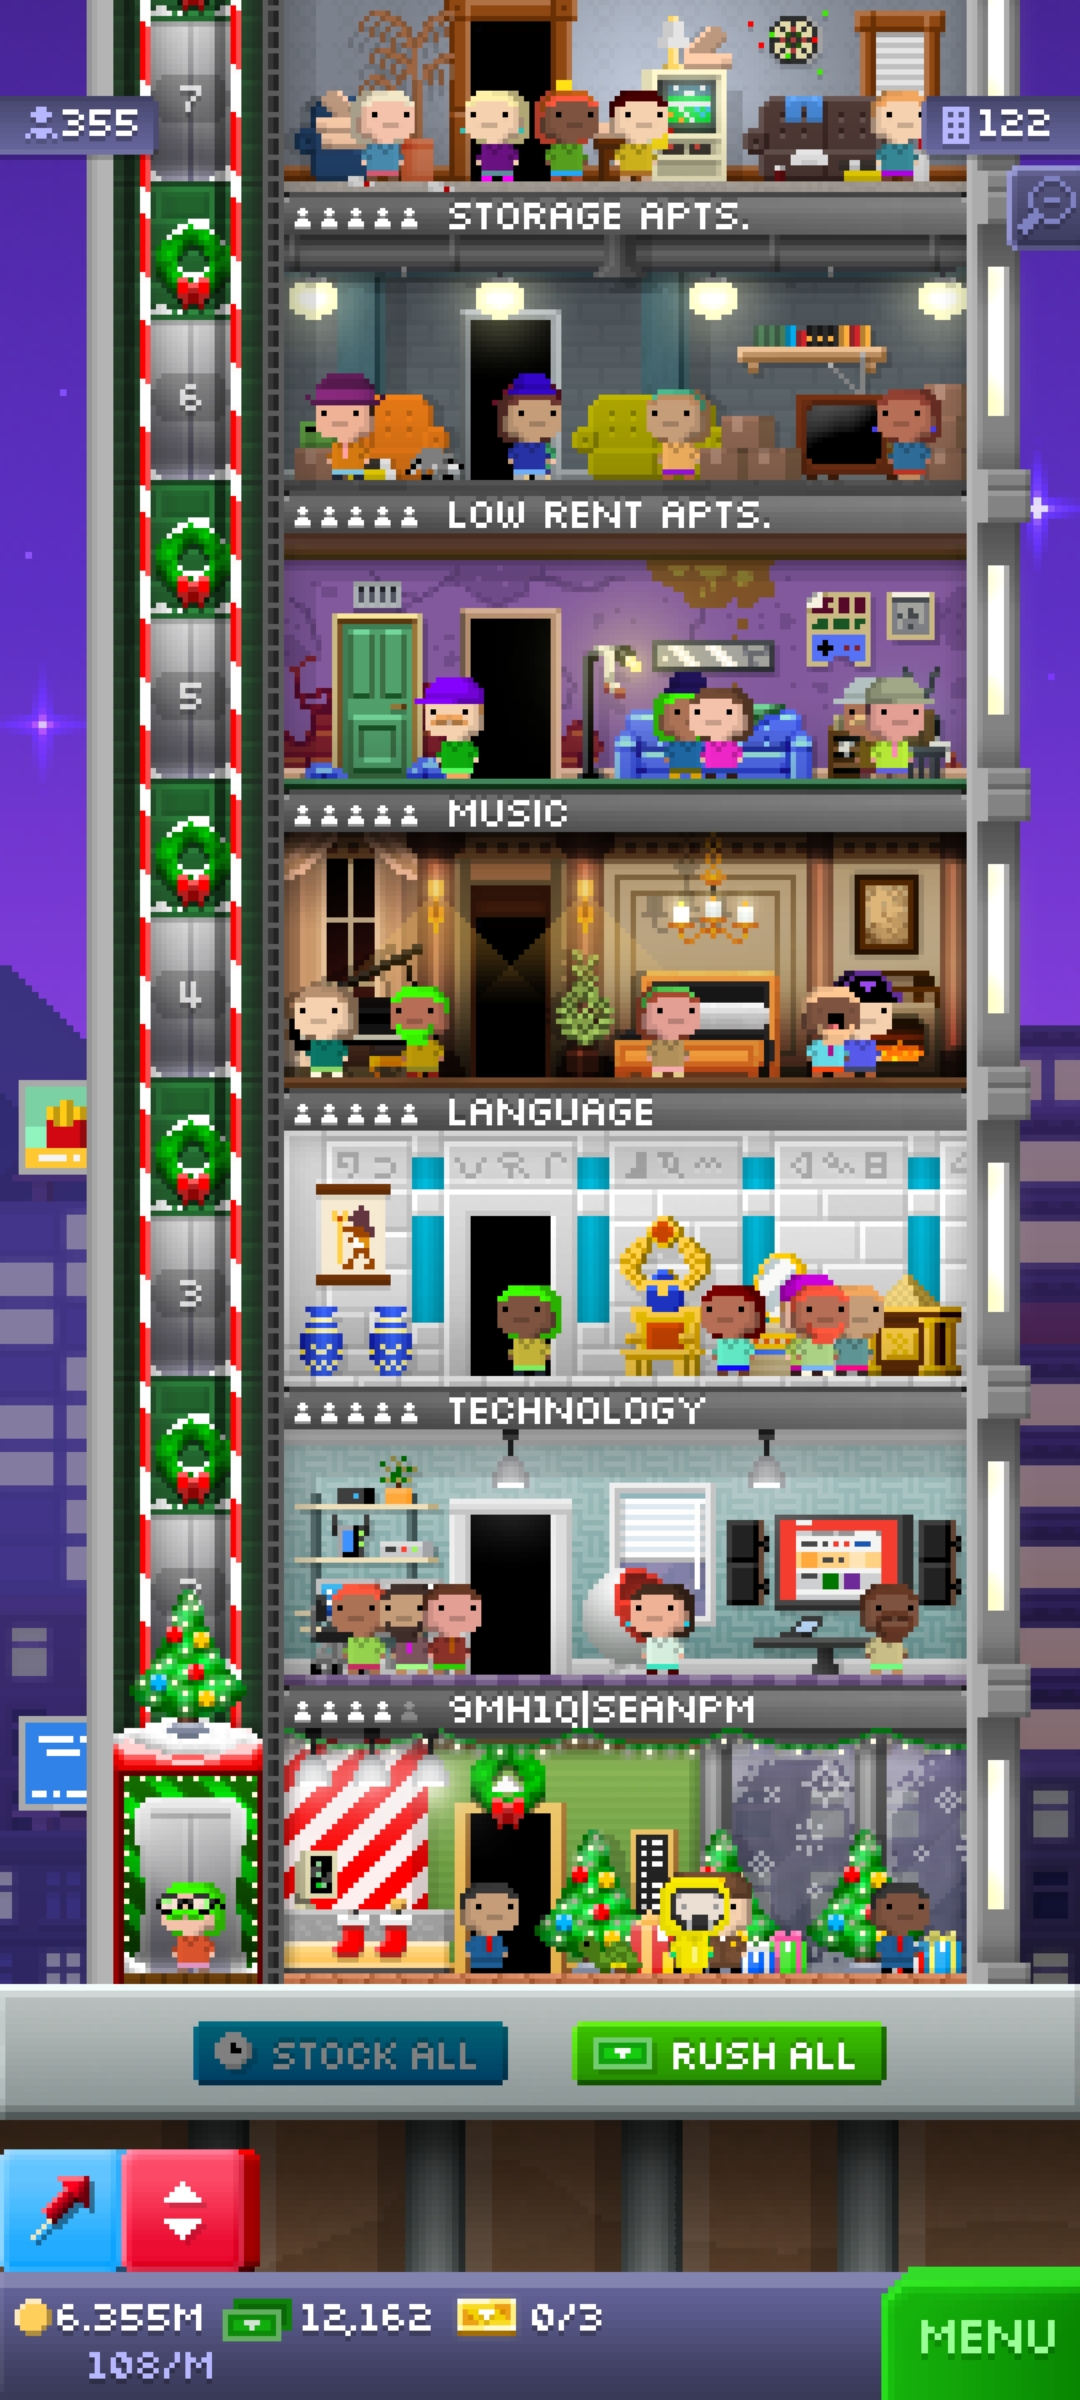 7
355
122
STORAGE APTS.
6
LOW RENT APTS.
5
MUSIC
4
LANGUAGE
3
TECHNOLOGY
9MH1Q|SEANPM
STOCK ALL
RUSH ALL
6.355M
12,162
0/3
108/M
MENU